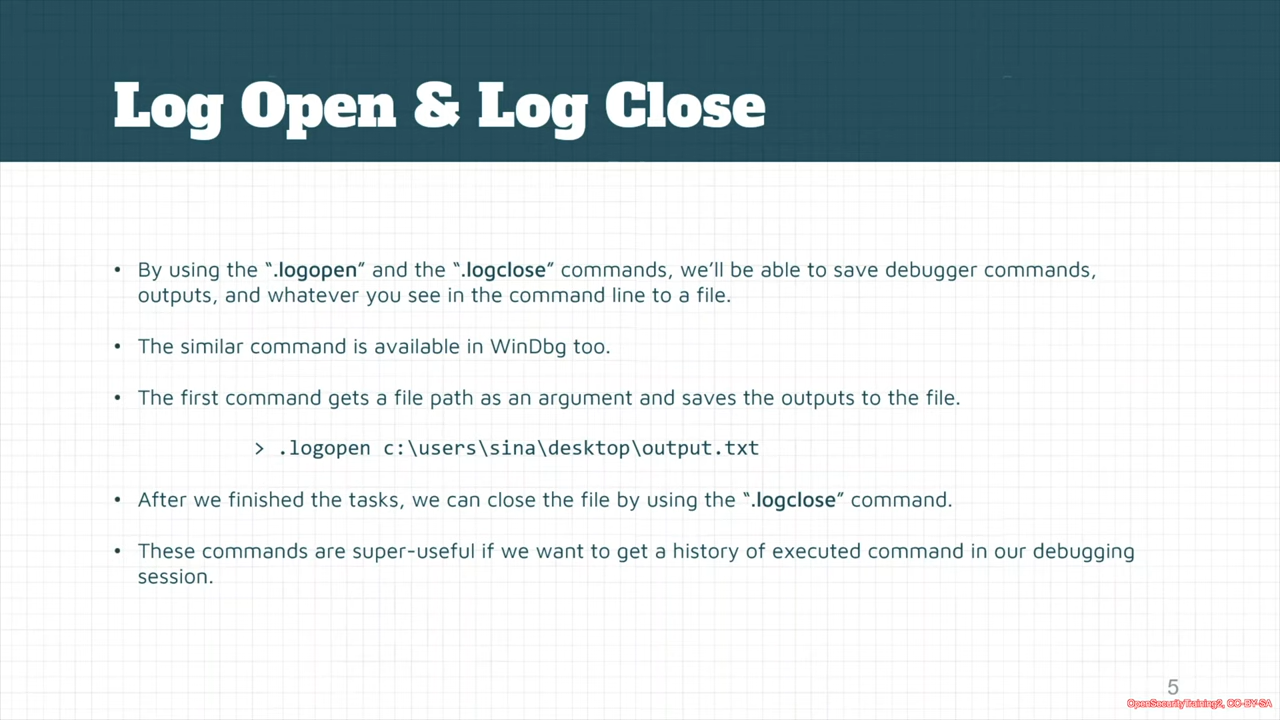 Log Open & Log Close
• By using the “.logopen” and the “.logclose” commands, we’ll be able to save debugger commands,
outputs, and whatever you see in the command line to a file.
• The similar command is available in WinDbg too.
• The first command gets a file path as an argument and saves the outputs to the file.
> .logopen c:\users\sina\desktop\output.txt
• After we finished the tasks, we can close the file by using the “.logclose” command.
• These commands are super-useful if we want to get a history of executed command in our debugging
session.
5
OpenSecurityTraining2, CC-BY-SA